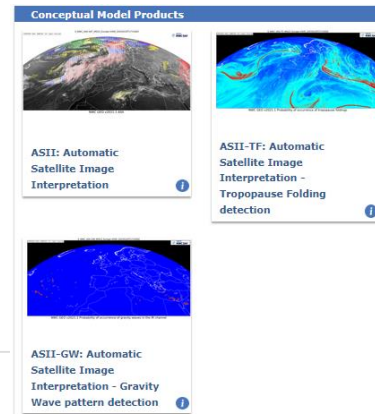 Conceptual Model Products
ASII: Automatic
Satellite Image
Interpretation
ASII-TF: Automatic
Satellite Image
Interpretation -
Tropopause Folding
detection
ASII-GW: Automatic
Satellite Image
Interpretation - Gravity
Wave pattern detection